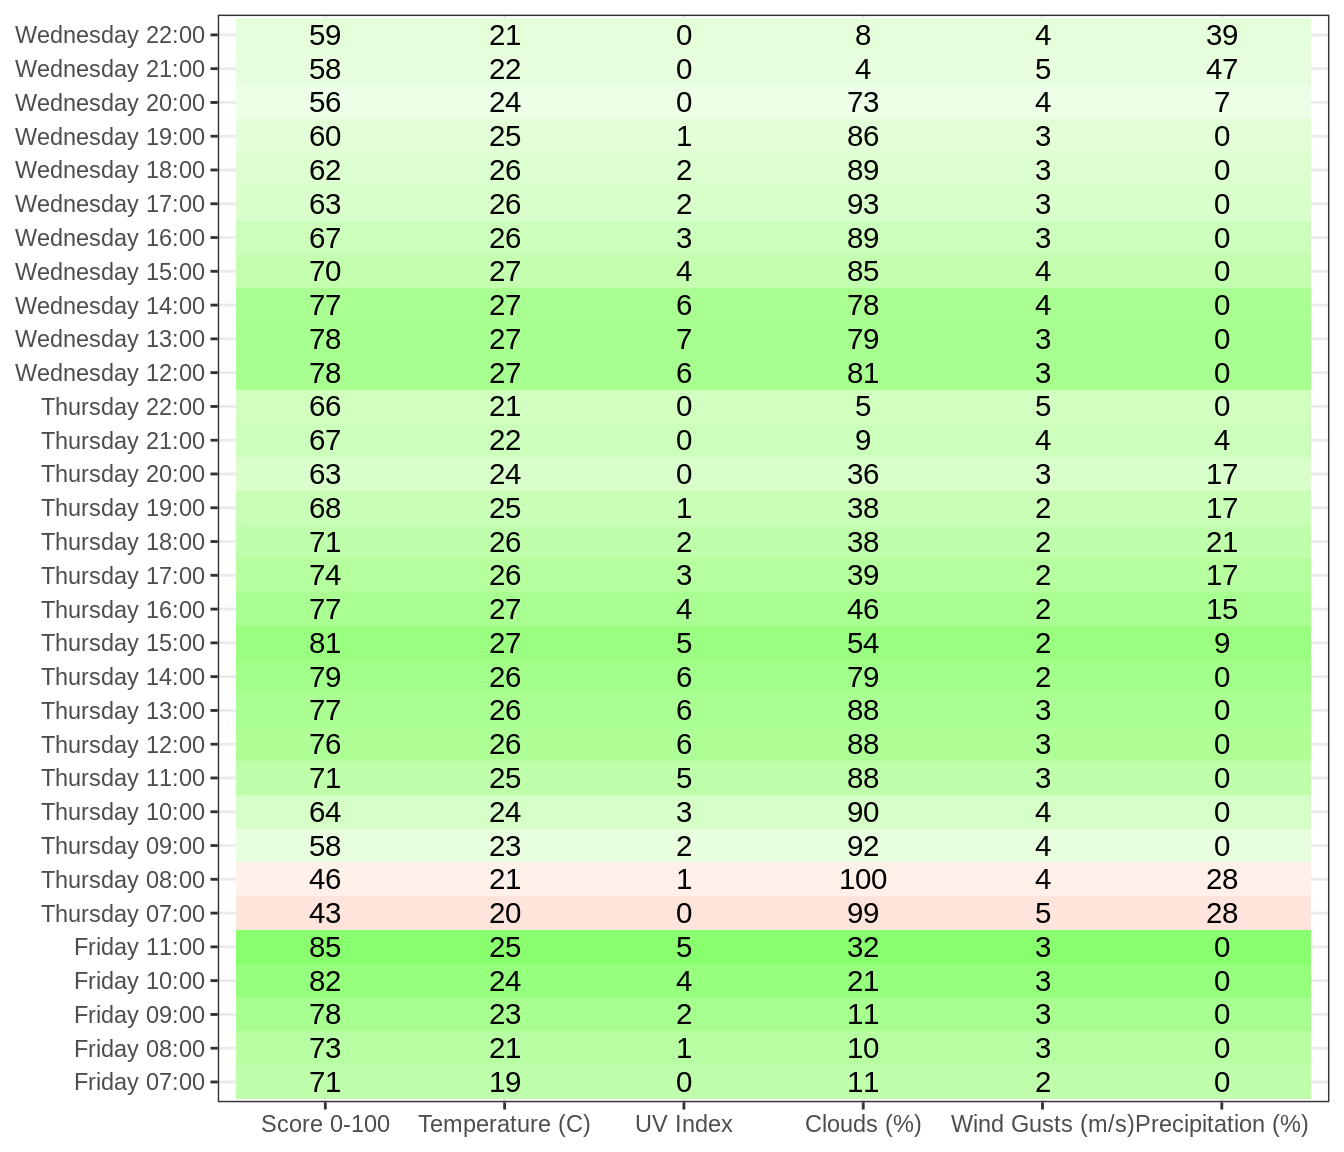 Wednesday 22:00 59 21 0 8 4 39
Wednesday 21:00 58 22 0 4 5 47
Wednesday 20:00 56 24 0 73 4 7
Wednesday 19:00 60 25 1 86 3 0
Wednesday 18:00 62 26 2 89 3 0
Wednesday 17:00 63 26 2 93 3 0
Wednesday 16:00 67 26 3 89 3 0
Wednesday 15:00 70 27 4 85 4 0
Wednesday 14:00 77 27 6 78 4 0
Wednesday 13:00 78 27 7 79 3 0
Wednesday 12:00 78 27 6 81 3 0
Thursday 22:00 66 21 0 5 5 0
Thursday 21:00 67 22 0 9 4 4
Thursday 20:00 63 24 0 36 3 17
Thursday 19:00 68 25 1 38 2 17
Thursday 18:00 71 26 2 38 2 21
Thursday 17:00 74 26 3 39 2 17
Thursday 16:00 77 27 4 46 2 15
Thursday 15:00 81 27 5 54 2 9
Thursday 14:00 79 26 6 79 2 0
Thursday 13:00 77 26 6 88 3 0
Thursday 12:00 76 26 6 88 3 0
Thursday 11:00 71 25 5 88 3 0
Thursday 10:00 64 24 3 90 4 0
Thursday 09:00 58 23 2 92 4 0
Thursday 08:00 46 21 1 100 4 28
Thursday 07:00 43 20 0 99 5 28
Friday 11:00 85 25 5 32 3 0
Friday 10:00 82 24 4 21 3 0
Friday 09:00 78 23 2 11 3 0
Friday 08:00 73 21 1 10 3 0
Friday 07:00 71 19 0 11 2 0
Score 0-100 Temperature (C) UV Index Clouds (%) Wind Gusts (m/s) Precipitation (%)